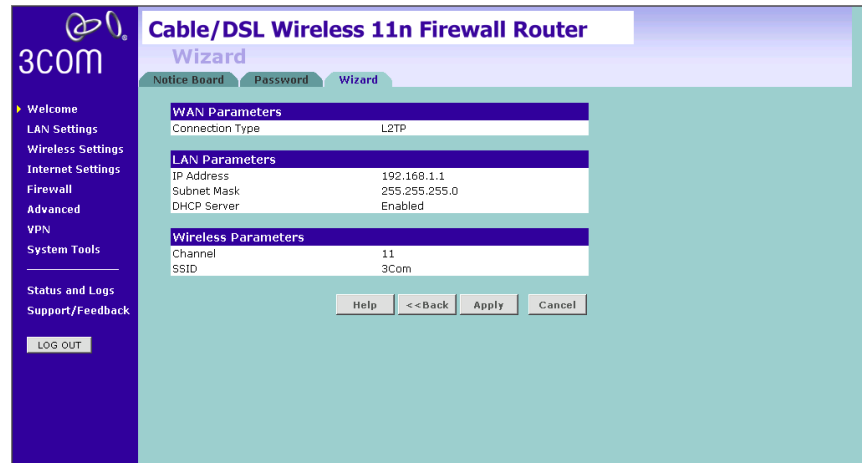 3COM
Cable/DSL Wireless 11n Firewall Router
Wizard
Notice Board Password Wizard
Welcome
LAN Settings
Wireless Settings
Internet Settings
Firewall
Advanced
VPN
System Tools
Status and Logs
Support/Feedback
LOG OUT
WAN Parameters
Connection Type L2TP
LAN Parameters
IP Address 192.168.1.1
Subnet Mask 255.255.255.0
DHCP Server Enabled
Wireless Parameters
Channel 11
SSID 3Com
Help <<Back Apply Cancel